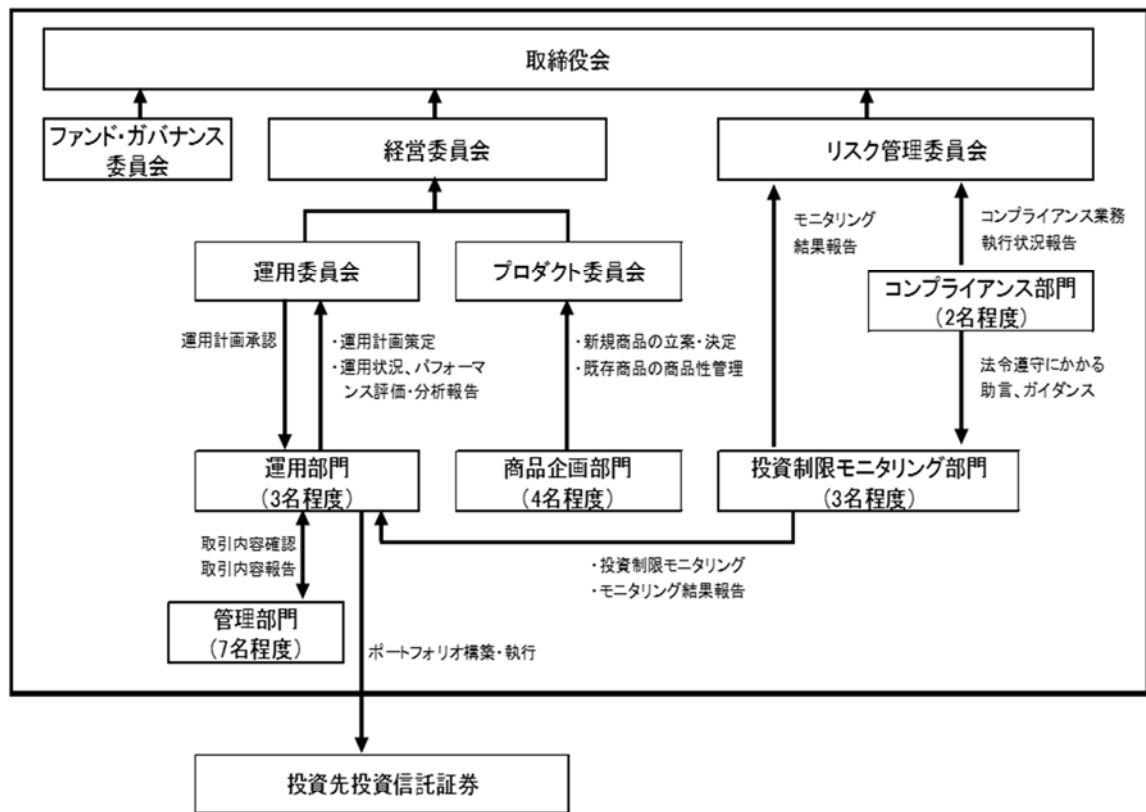 取締役会
ファンド・ガバナンス
委員会
経営委員会
リスク管理委員会
モニタリング
結果報告
コンプライアンス業務
執行状況報告
運用委員会
プロダクト委員会
コンプライアンス部門
(2名程度)
運用計画承認
・運用計画策定
・運用状況、パフォーマ
ンス評価・分析報告
・新規商品の立案・決定
・既存商品の商品性管理
法令遵守にかかる
助言、ガイダンス
運用部門
(3名程度)
商品企画部門
(4名程度)
投資制限モニタリング部門
(3名程度)
取引内容確認
取引内容報告
・投資制限モニタリング
・モニタリング結果報告
管理部門
(7名程度)
ポートフォリオ構築・執行
投資先投資信託証券